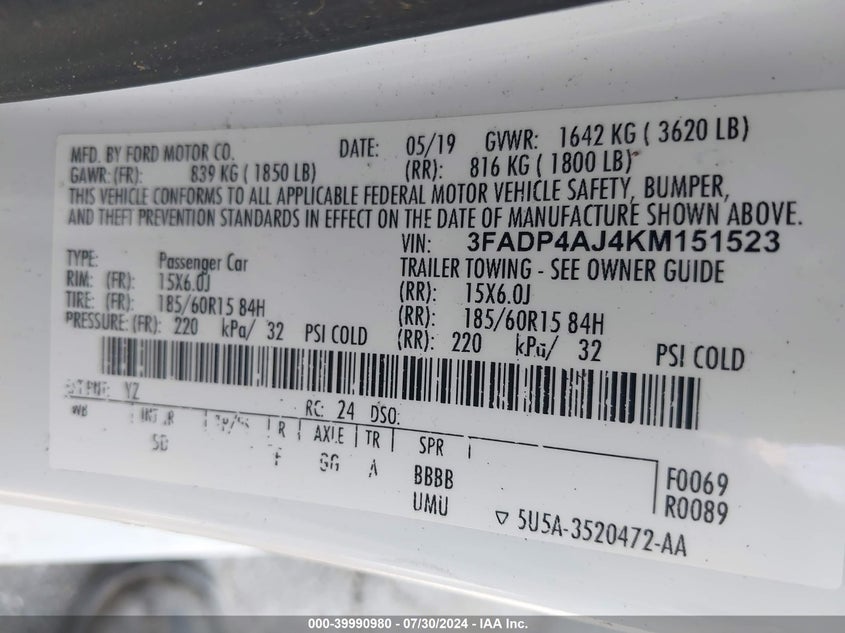 MFD. BY FORD MOTOR CO. DATE: 05/19 GVWR: 1642 KG ( 3620 LB)
GAWR: (FR): 839 KG ( 1850 LB) (RR): 816 KG ( 1800 LB)
THIS VEHICLE CONFORMS TO ALL APPLICABLE FEDERAL MOTOR VEHICLE SAFETY, BUMPER,
AND THEFT PREVENTION STANDARDS IN EFFECT ON THE DATE OF MANUFACTURE SHOWN ABOVE.
VIN: 3FADP4AJ4KM151523
TYPE: Passenger Car TRAILER TOWING - SEE OWNER GUIDE
RIM: (FR): 15X6.0J (RR): 15X6.0J
TIRE: (FR): 185/60R15 84H (RR): 185/60R15 84H
PRESSURE: (FR): 220 kPa/ 32 PSI COLD (RR): 220 kPa/ 32 PSI COLD
EXT PNT: YZ RC: 24 DSO:
WB INT TR R AXLE TR SPR
F GG A BBBB F0069
UMU R0089
5U5A-3520472-AA
000-39990980 - 07/30/2024 - IAA Inc.